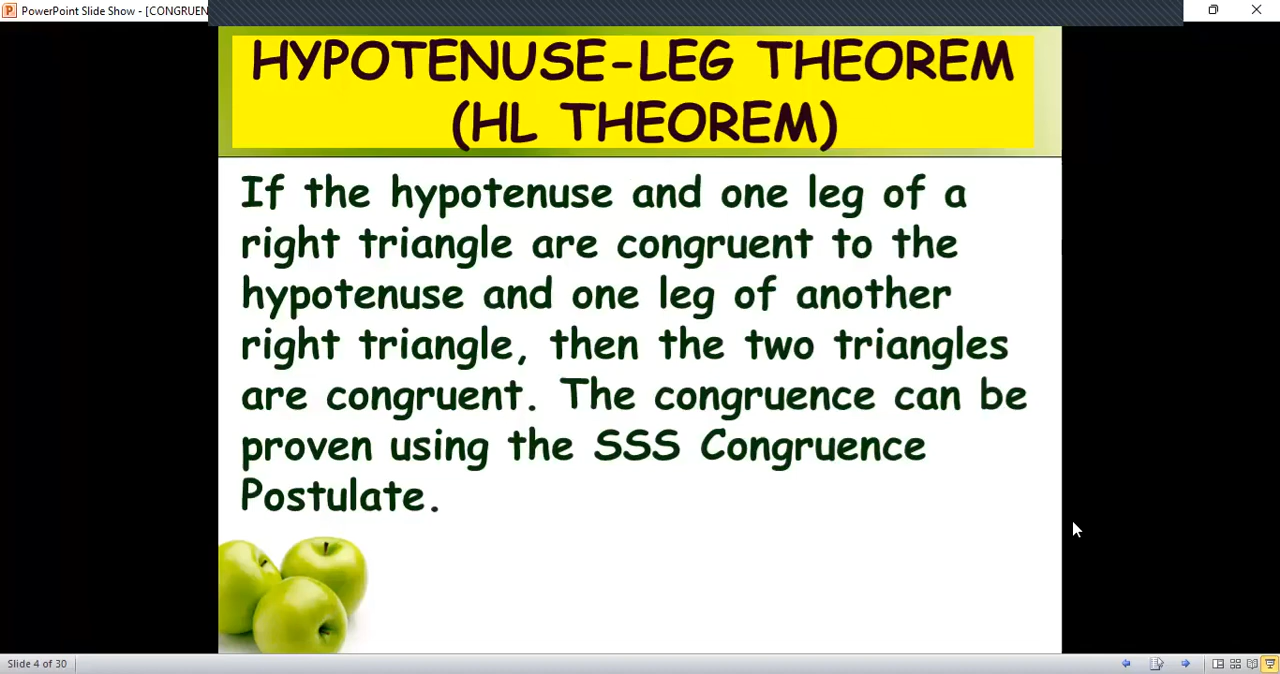 PowerPoint Slide Show - [CONGRUEN
HYPOTENUSE-LEG THEOREM
(HL THEOREM)
If the hypotenuse and one leg of a
right triangle are congruent to the
hypotenuse and one leg of another
right triangle, then the two triangles
are congruent. The congruence can be
proven using the SSS Congruence
Postulate.
Slide 4 of 30